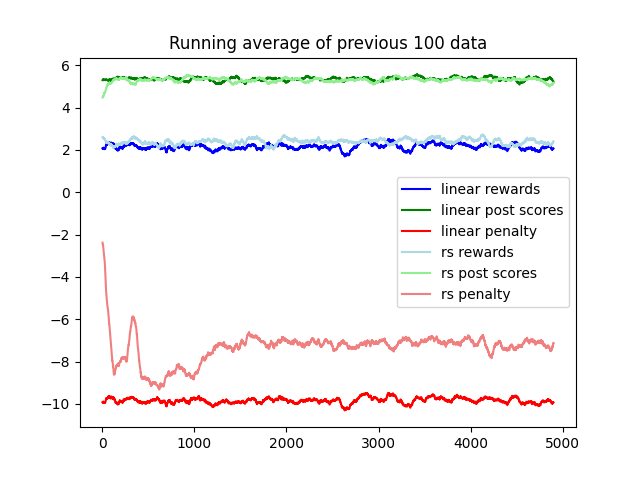 Running average of previous 100 data
6
4
2
0
−2
−4
−6
−8
−10
linear rewards
linear post scores
linear penalty
rs rewards
rs post scores
rs penalty
0 1000 2000 3000 4000 5000